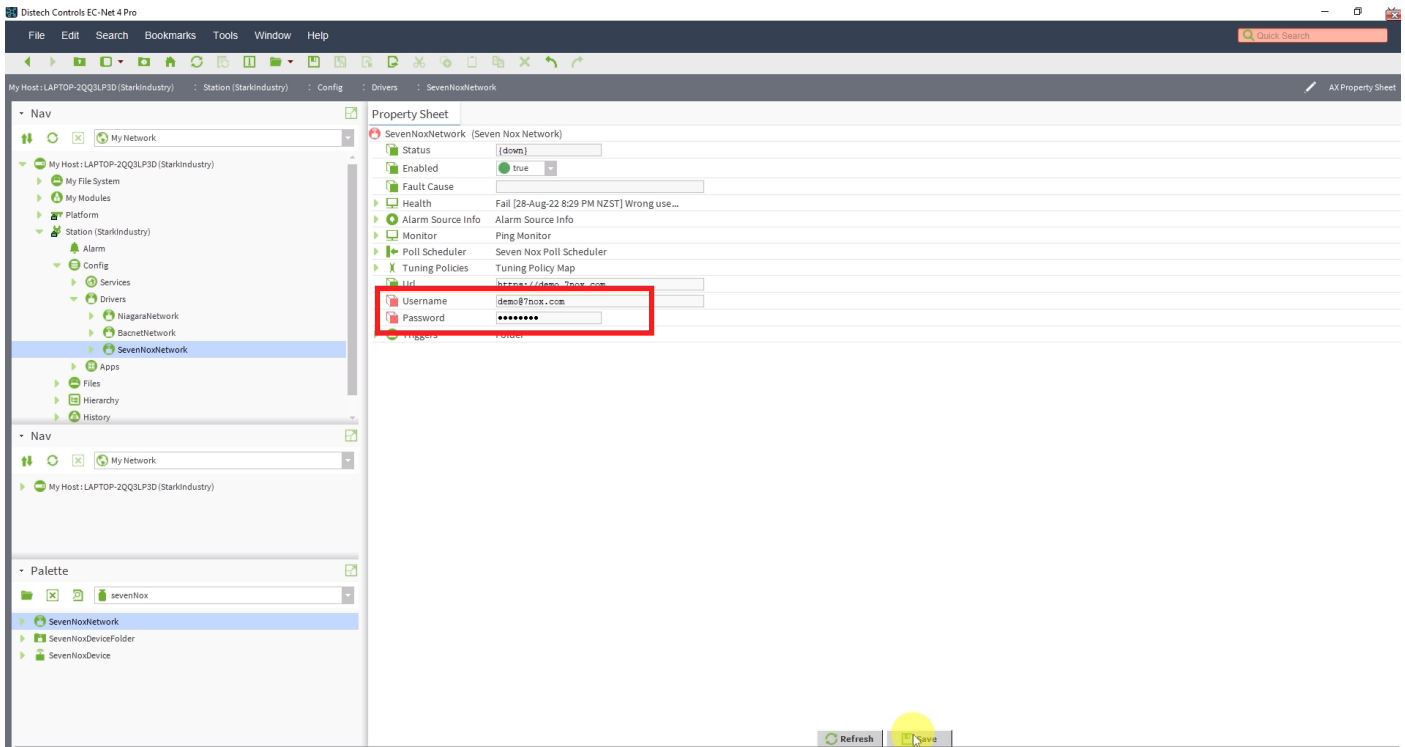 Distech Controls EC-Net 4 Pro
File Edit Search Bookmarks Tools Window Help
Quick Search
My Host : LAPTOP-2QQ3LP3D (StarkIndustry) : Station (StarkIndustry) : Config : Drivers : SevenNoxNetwork
AX Property Sheet
Nav
My Network
My Host : LAPTOP-2QQ3LP3D (StarkIndustry)
My File System
My Modules
Platform
Station (StarkIndustry)
Alarm
Config
Services
Drivers
NiagaraNetwork
BacnetNetwork
SevenNoxNetwork
Apps
Files
Hierarchy
History
Nav
My Network
My Host : LAPTOP-2QQ3LP3D (StarkIndustry)
Palette
sevenNox
SevenNoxNetwork
SevenNoxDeviceFolder
SevenNoxDevice
Property Sheet
SevenNoxNetwork (Seven Nox Network)
Status {down}
Enabled true
Fault Cause
Health Fail [28-Aug-22 8:29 PM NZST] Wrong use...
Alarm Source Info Alarm Source Info
Monitor Ping Monitor
Poll Scheduler Seven Nox Poll Scheduler
Tuning Policies Tuning Policy Map
Url https://demo.7nox.com
Username demo@7nox.com
Password ••••••••
Triggers Folder
Refresh Save